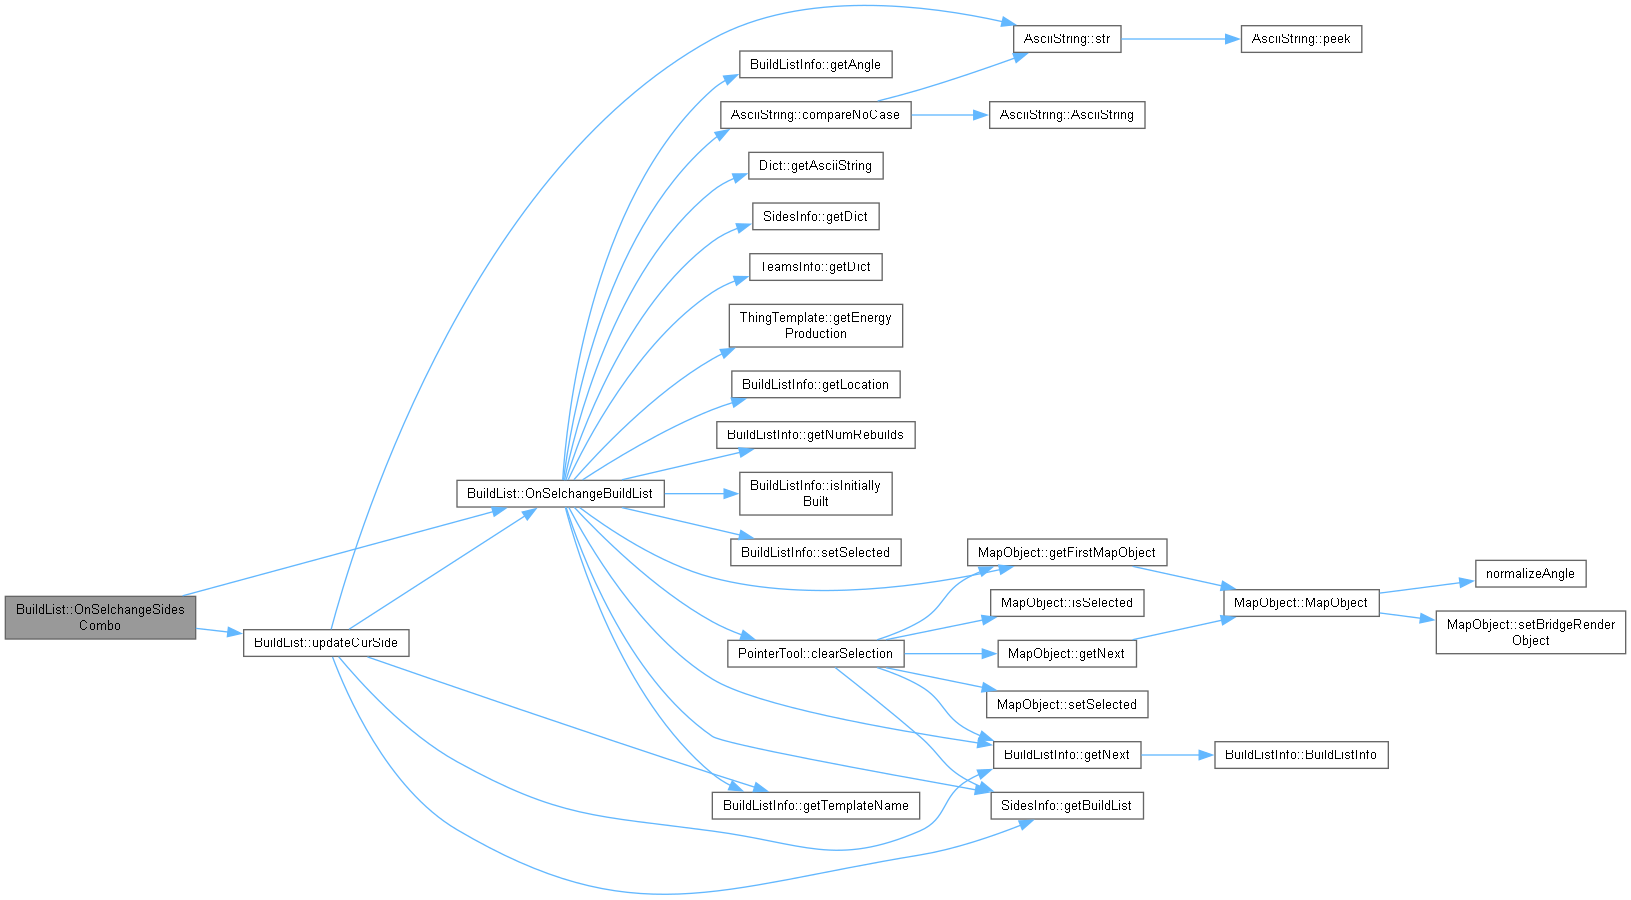 AsciiString::str
AsciiString::peek
BuildListInfo::getAngle
AsciiString::compareNoCase
AsciiString::AsciiString
Dict::getAsciiString
SidesInfo::getDict
TeamsInfo::getDict
ThingTemplate::getEnergy
Production
BuildListInfo::getLocation
BuildListInfo::getNumRebuilds
BuildList::OnSelchangeBuildList
BuildListInfo::isInitially
Built
BuildListInfo::setSelected
MapObject::getFirstMapObject
normalizeAngle
BuildList::OnSelchangeSides
Combo
MapObject::isSelected
MapObject::MapObject
MapObject::setBridgeRender
Object
BuildList::updateCurSide
PointerTool::clearSelection
MapObject::getNext
MapObject::setSelected
BuildListInfo::getNext
BuildListInfo::BuildListInfo
BuildListInfo::getTemplateName
SidesInfo::getBuildList